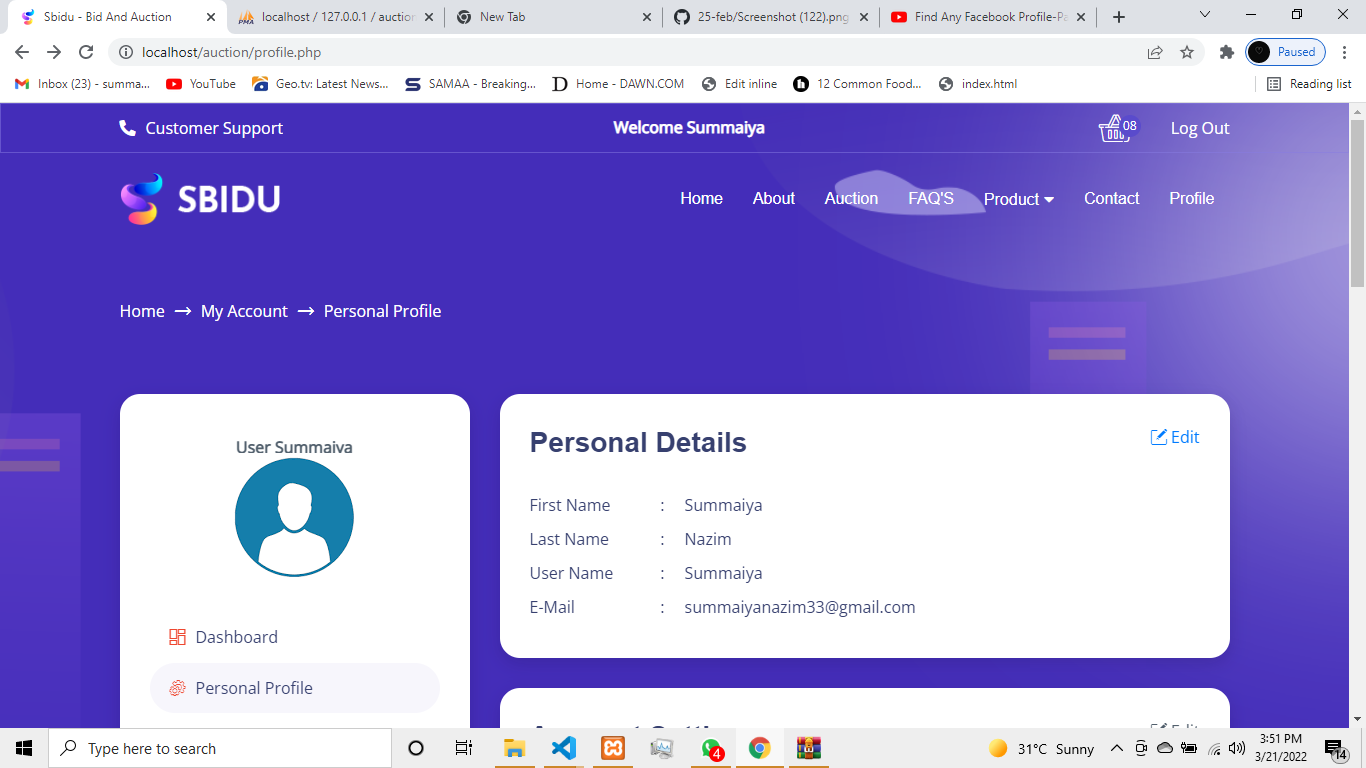 Sbidu - Bid And Auction
localhost / 127.0.0.1 / auction
New Tab
25-feb/Screenshot (122).png
Find Any Facebook Profile-Pa
localhost/auction/profile.php
Paused
Inbox (23) - summa...
YouTube
Geo.tv: Latest News...
SAMAA - Breaking...
Home - DAWN.COM
Edit inline
12 Common Food...
index.html
Reading list
Customer Support
Welcome Summaiya
08
Log Out
SBIDU
Home
About
Auction
FAQ'S
Product
Contact
Profile
Home → My Account → Personal Profile
User Summaiya
Dashboard
Personal Profile
Personal Details
Edit
First Name : Summaiya
Last Name : Nazim
User Name : Summaiya
E-Mail : summaiyanazim33@gmail.com
Edit
Type here to search
4
31°C Sunny
3:51 PM
3/21/2022
14